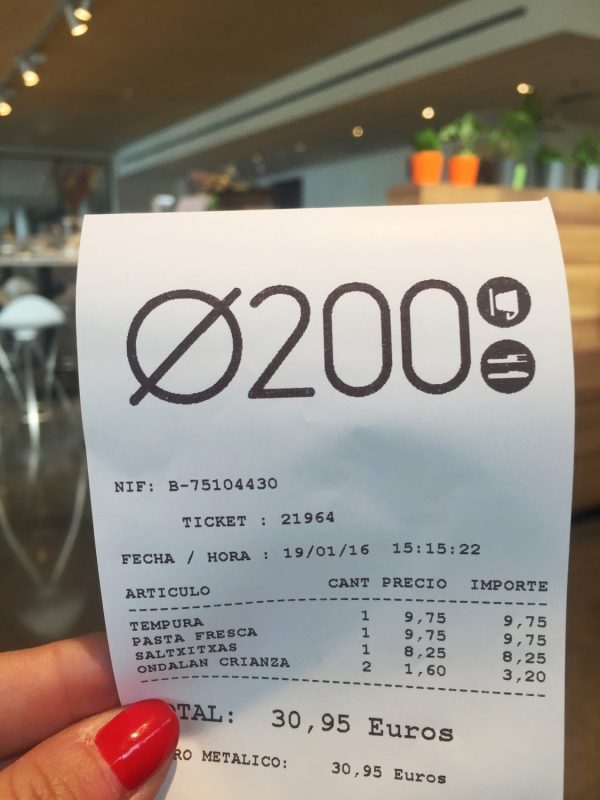 Ø200
NIF: B-75104430
TICKET : 21964
FECHA / HORA : 19/01/16 15:15:22
ARTICULO CANT PRECIO IMPORTE
TEMPURA 1 9,75 9,75
PASTA FRESCA 1 9,75 9,75
SALTXITXAS 1 8,25 8,25
ONDALAN CRIANZA 2 1,60 3,20
TAL: 30,95 Euros
RO METALICO: 30,95 Euros